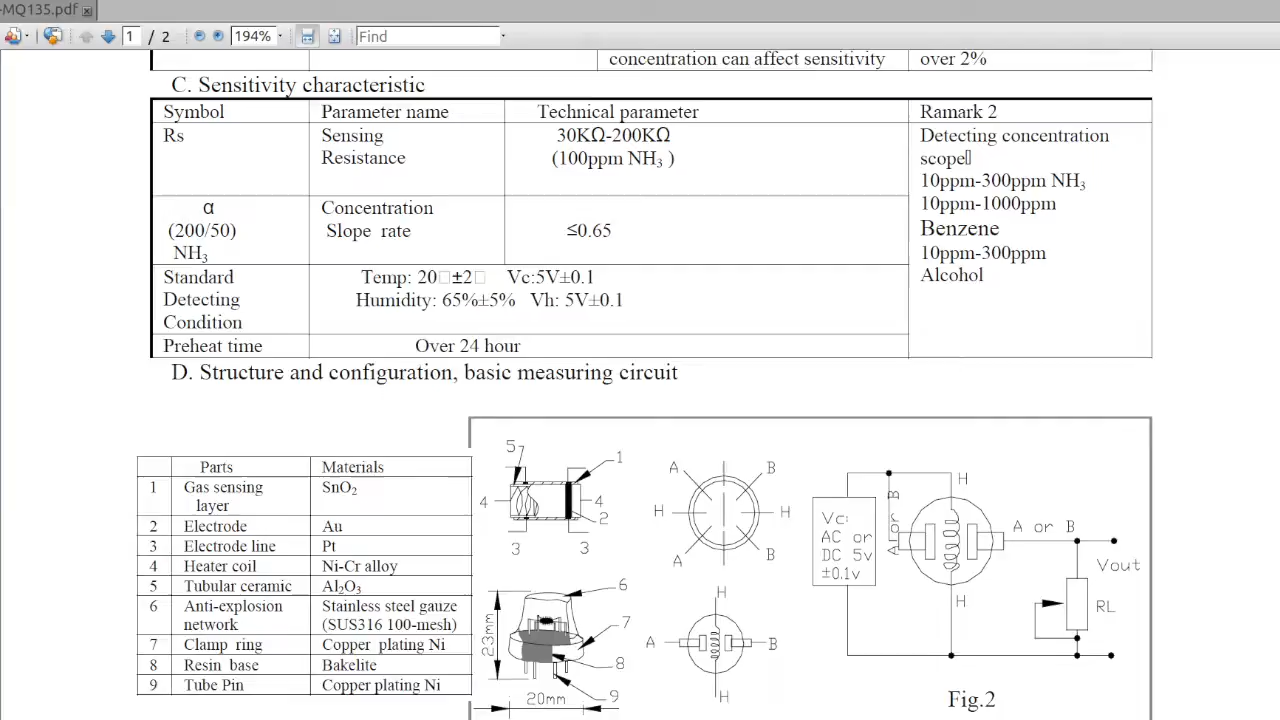 -MQ135.pdf
1 / 2 194% Find
concentration can affect sensitivity over 2%
C. Sensitivity characteristic
Symbol Parameter name Technical parameter Ramark 2
Rs Sensing Resistance 30KΩ-200KΩ (100ppm NH₃ ) Detecting concentration
scope
10ppm-300ppm NH₃
10ppm-1000ppm
Benzene
10ppm-300ppm
Alcohol
α (200/50) NH₃ Concentration Slope rate ≤0.65
Standard Detecting Condition Temp: 20□±2□ Vc:5V±0.1
Humidity: 65%±5% Vh: 5V±0.1
Preheat time Over 24 hour
D. Structure and configuration, basic measuring circuit
Parts Materials
1 Gas sensing layer SnO₂
2 Electrode Au
3 Electrode line Pt
4 Heater coil Ni-Cr alloy
5 Tubular ceramic Al₂O₃
6 Anti-explosion network Stainless steel gauze (SUS316 100-mesh)
7 Clamp ring Copper plating Ni
8 Resin base Bakelite
9 Tube Pin Copper plating Ni
5 7 1
4 4
2
3 3
6
7
8
9
23mm
20mm
A B
H H
A B
H
A B
H
Vc:
AC or
DC 5v
±0.1v
A or B
H
A or B
H
Vout
RL
Fig.2